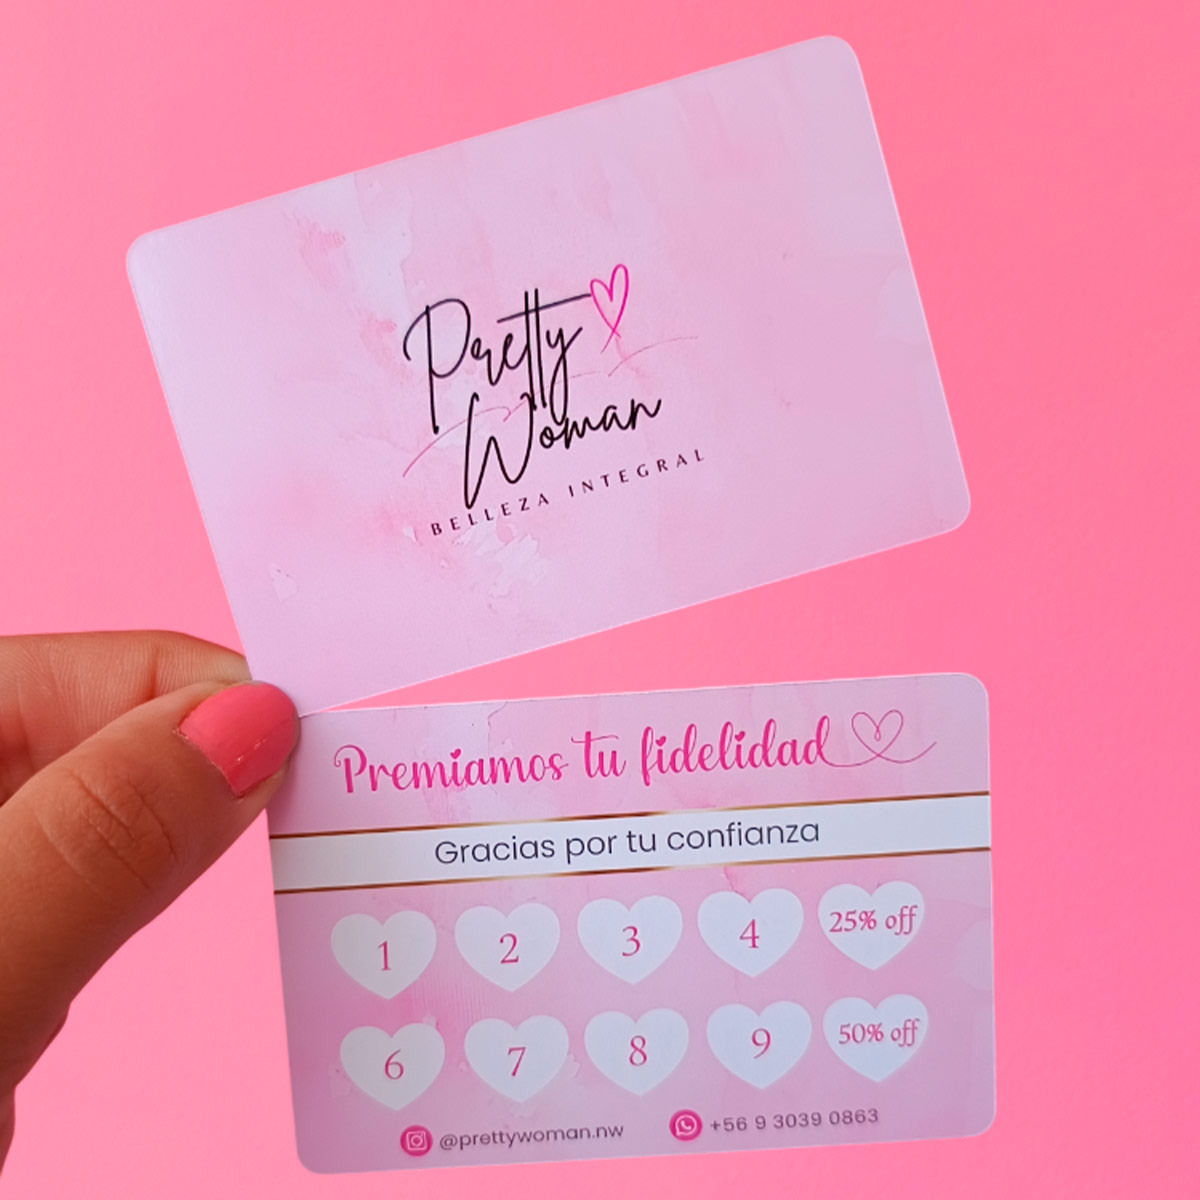 Pretty
Woman
BELLEZA INTEGRAL
Premiamos tu fidelidad
Gracias por tu confianza
1 2 3 4 25% off
6 7 8 9 50% off
@prettywoman.nw +56 9 3039 0863